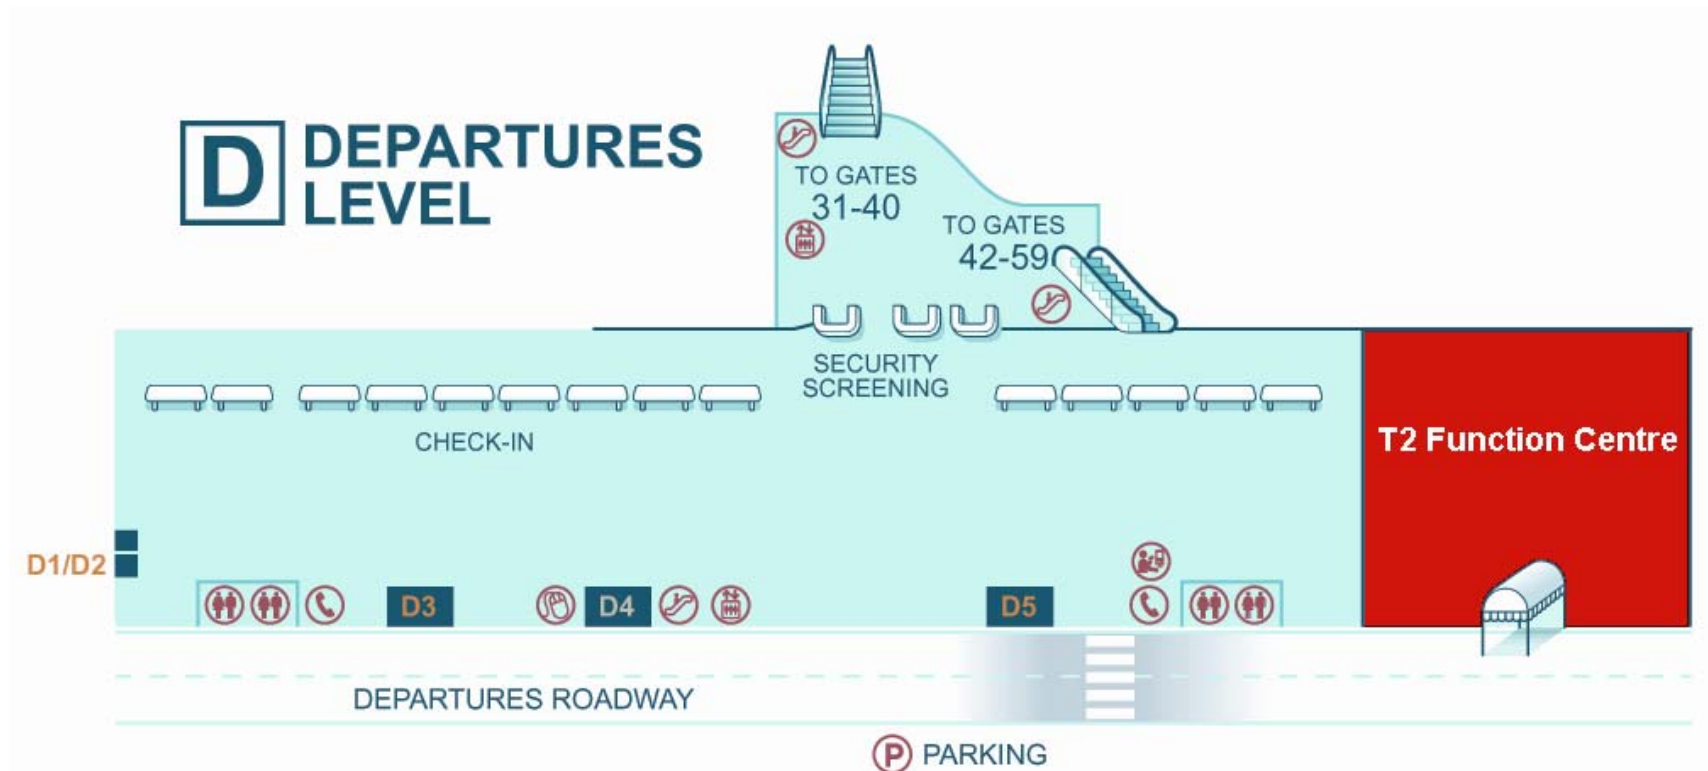 D
DEPARTURES
LEVEL
TO GATES
31-40
TO GATES
42-59
SECURITY
SCREENING
CHECK-IN
T2 Function Centre
D1/D2
D3
D4
D5
DEPARTURES ROADWAY
P PARKING